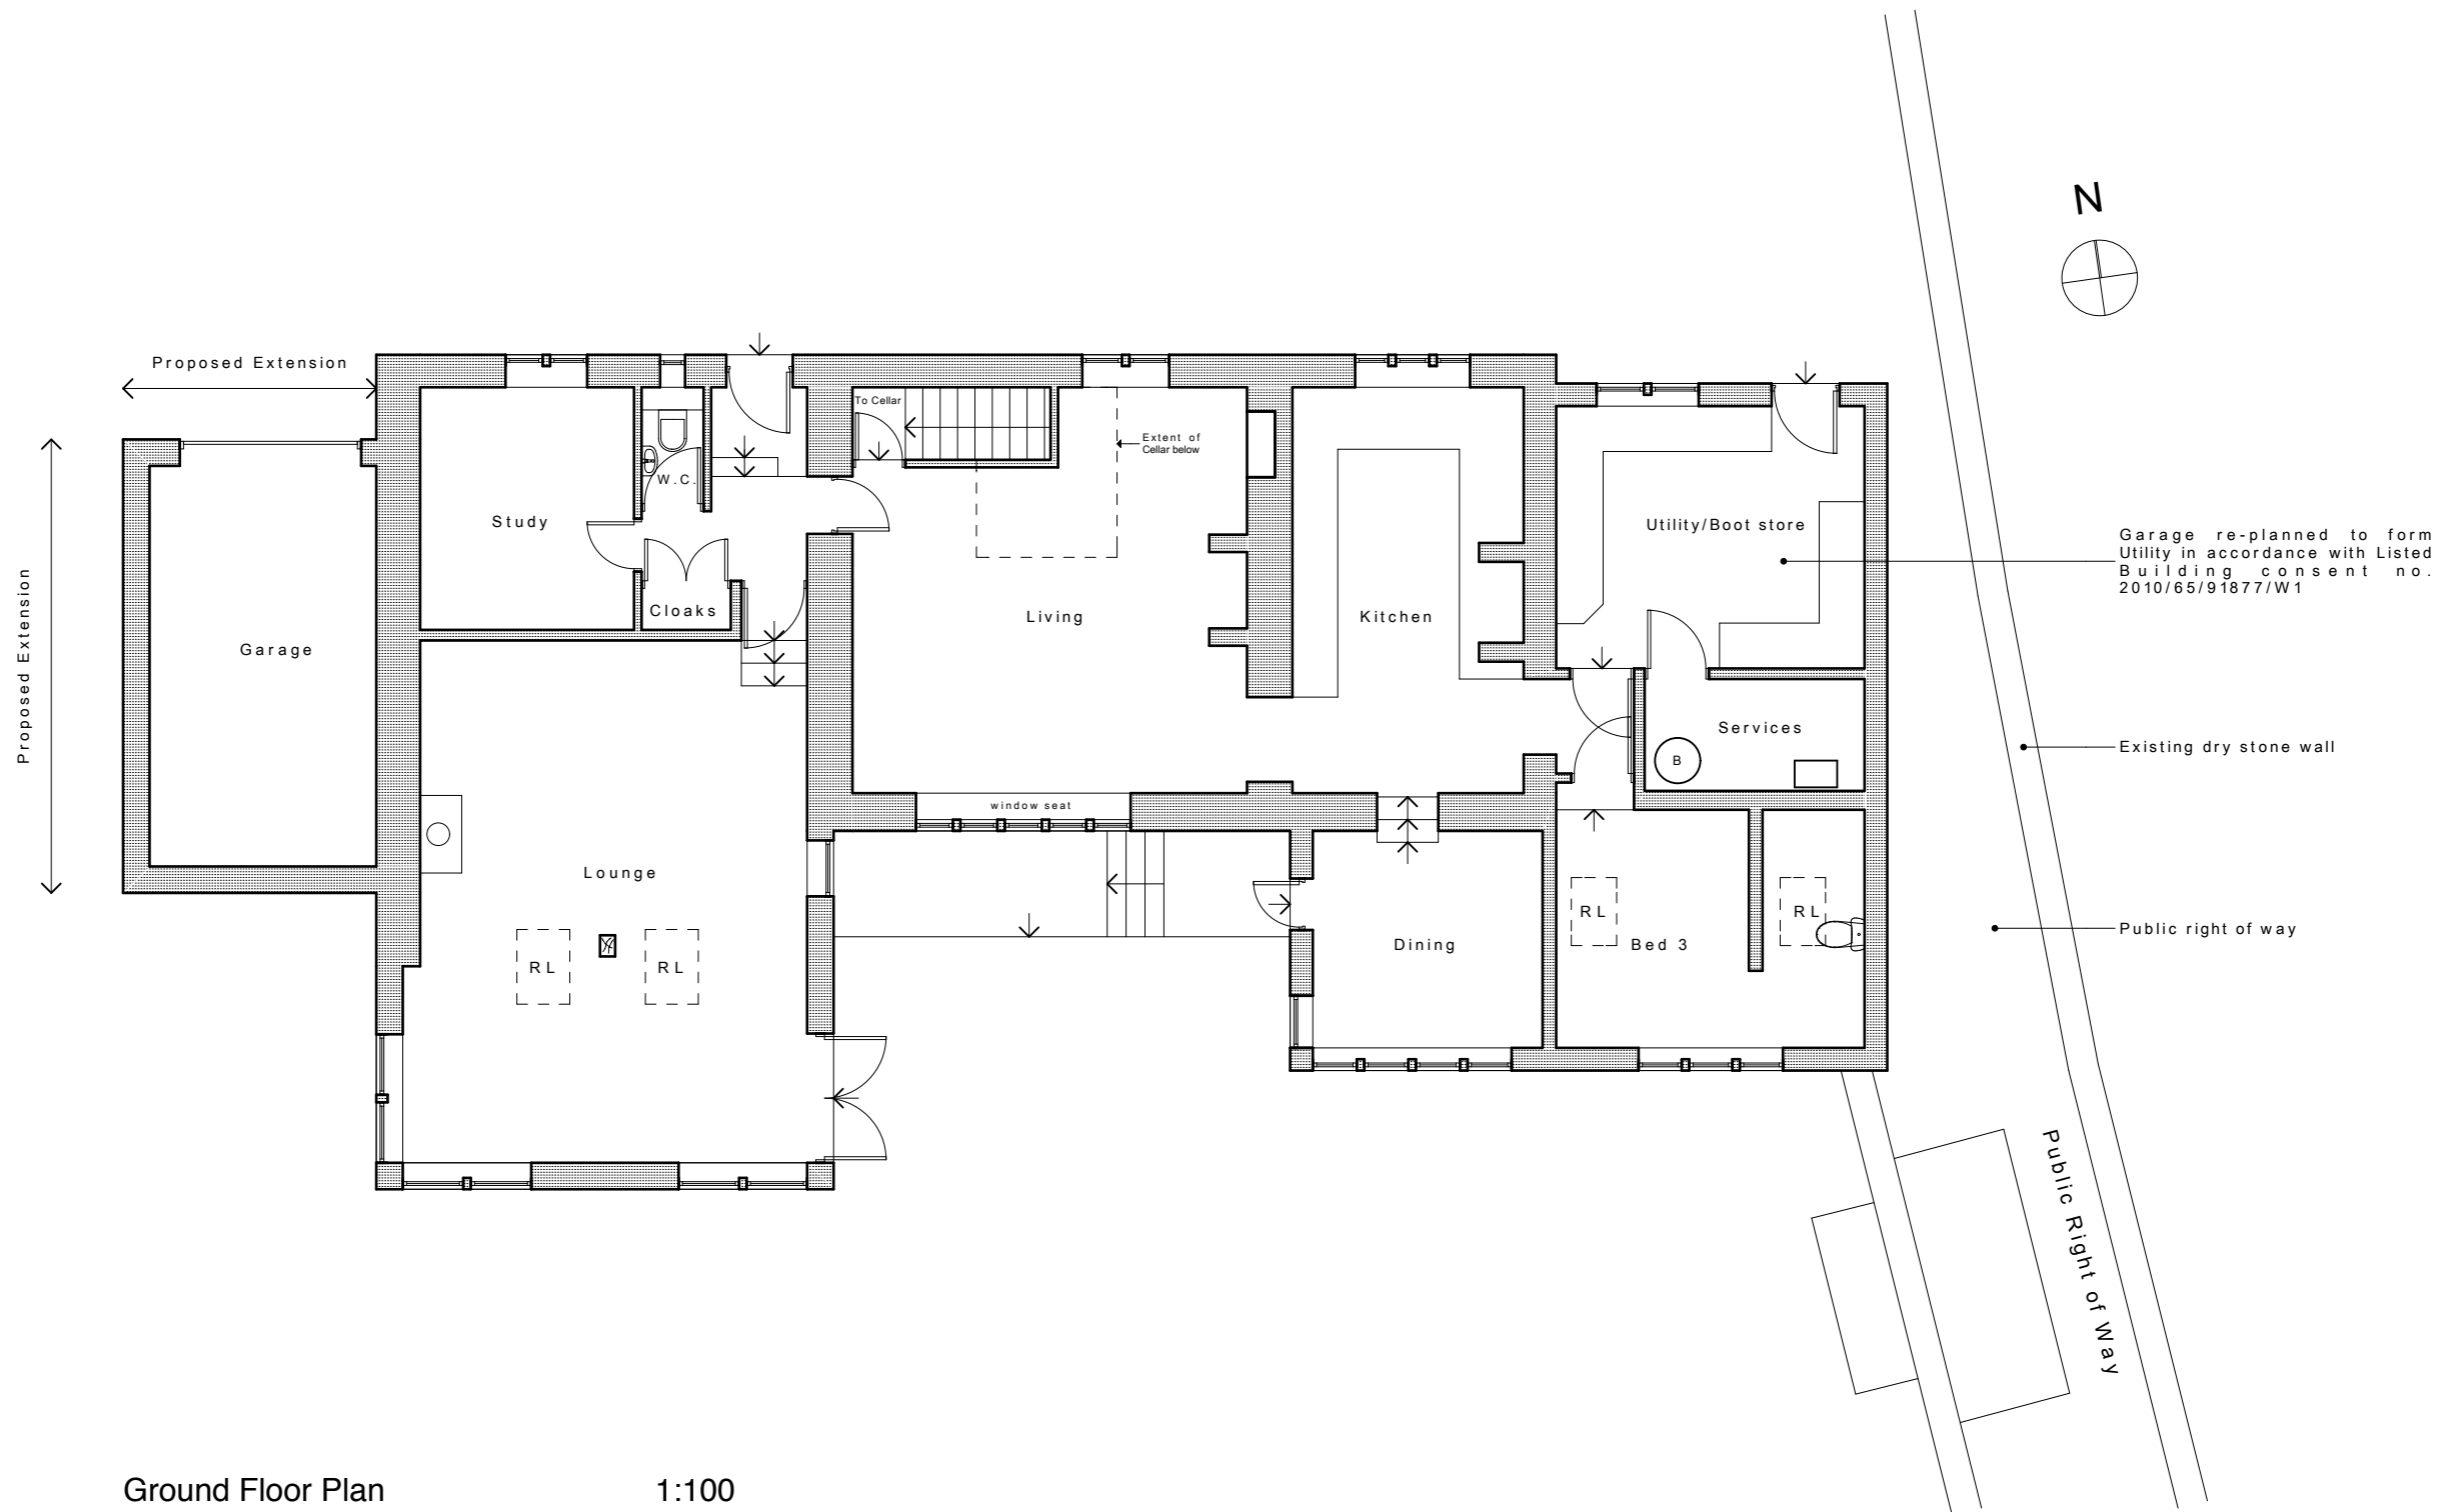 N
Proposed Extension
Proposed Extension
To Cellar
Extent of
Cellar below
W.C.
Study
Utility/Boot store
Garage re-planned to form
Utility in accordance with Listed
Building consent no.
2010/65/91877/W1
Cloaks
Living
Kitchen
Garage
Services
B
Existing dry stone wall
window seat
Lounge
RL
RL
Public right of way
Dining
Bed 3
RL
RL
Public Right of Way
Ground Floor Plan
1:100